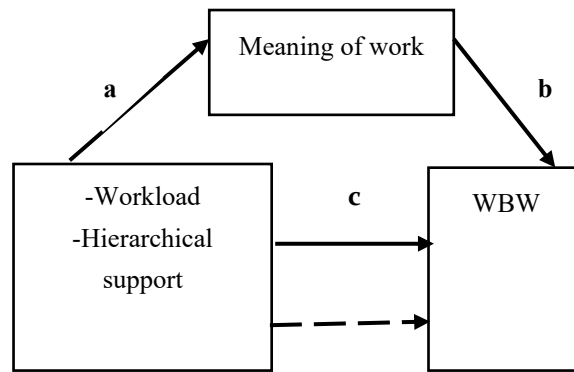 Meaning of work
a
b
-Workload
-Hierarchical
support
c
WBW